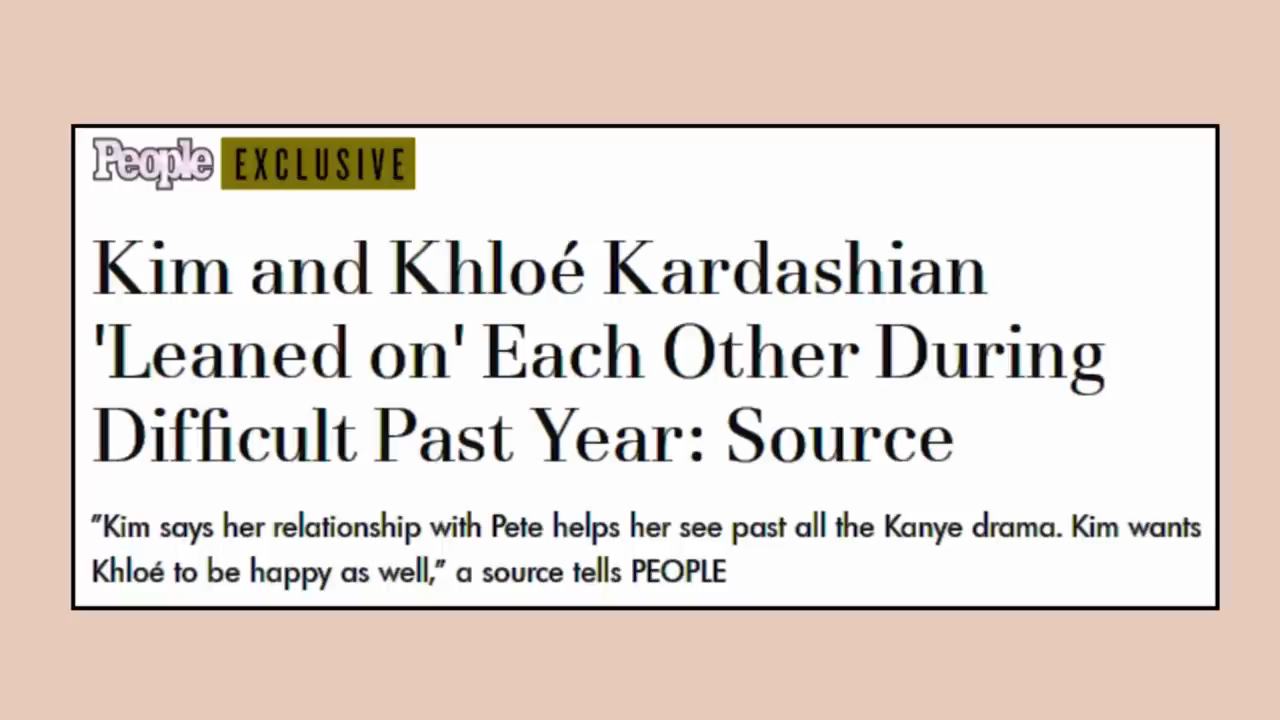 People EXCLUSIVE
Kim and Khloé Kardashian
'Leaned on' Each Other During
Difficult Past Year: Source
"Kim says her relationship with Pete helps her see past all the Kanye drama. Kim wants
Khloé to be happy as well," a source tells PEOPLE